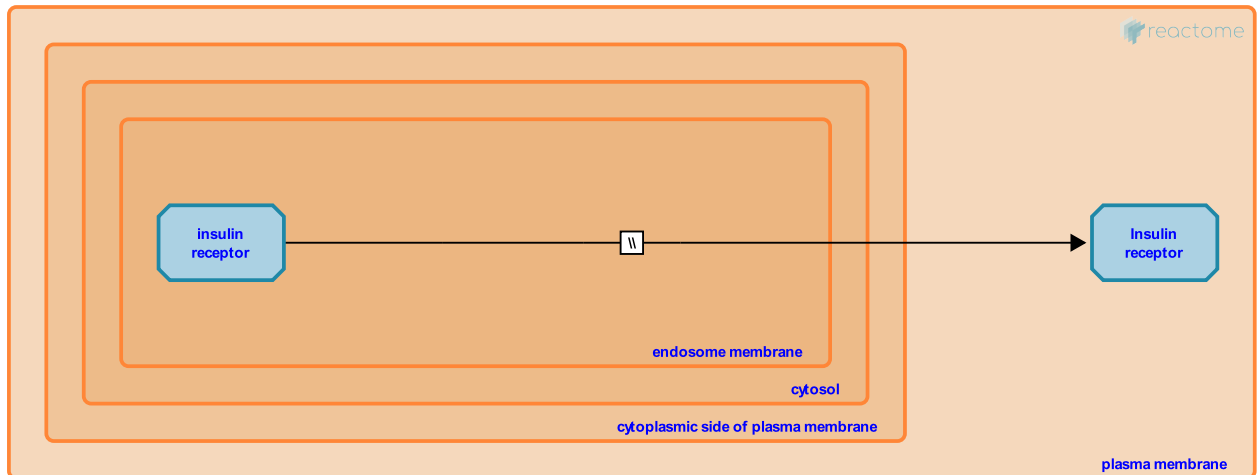 reactome
insulin
receptor
\\
Insulin
receptor
endosome membrane
cytosol
cytoplasmic side of plasma membrane
plasma membrane